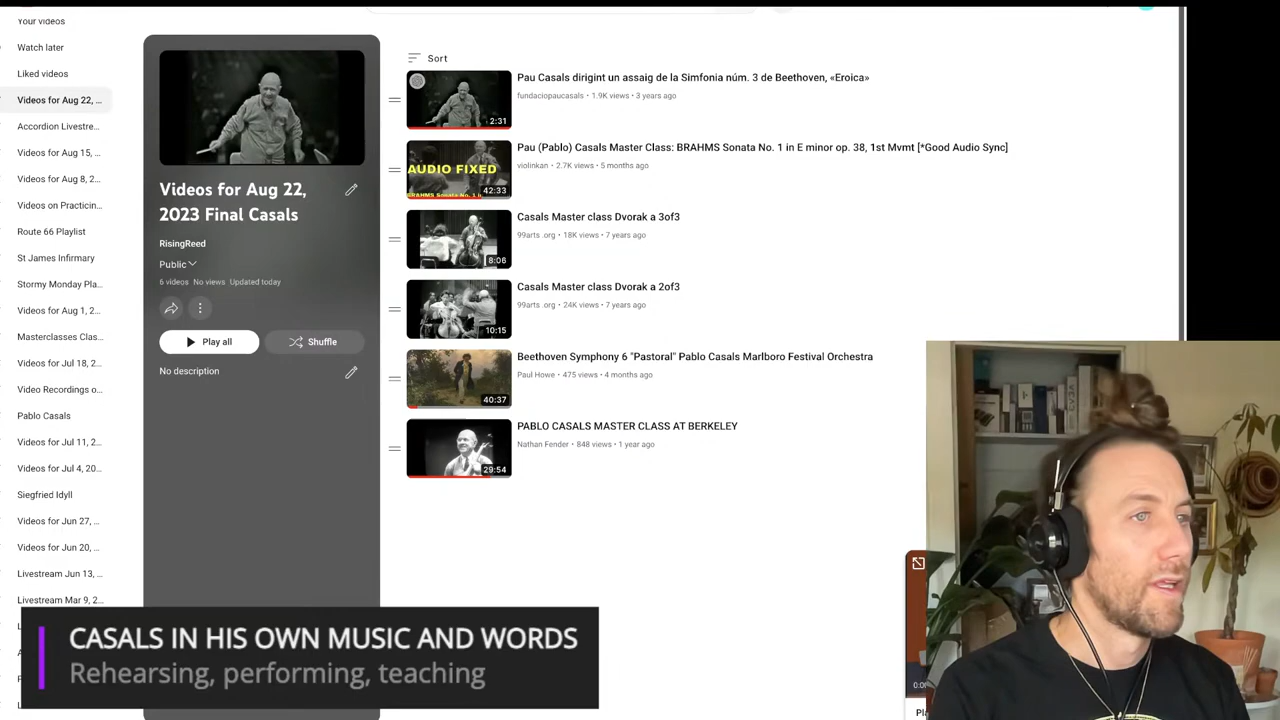 Your videos
Watch later
Liked videos
Videos for Aug 22, ...
Accordion Livestre...
Videos for Aug 15, ...
Videos for Aug 8, 2...
Videos on Practicin...
Route 66 Playlist
St James Infirmary
Stormy Monday Pla...
Videos for Aug 1, 2...
Masterclasses Clas...
Videos for Jul 18, ...
Video Recordings o...
Pablo Casals
Videos for Jul 11, 2...
Videos for Jul 4, 20...
Siegfried Idyll
Videos for Jun 27, ...
Videos for Jun 20, ...
Livestream Jun 13, ...
Livestream Mar 9, 2...
Videos for Aug 22,
2023 Final Casals
RisingReed
Public
6 videos No views Updated today
Play all
Shuffle
No description
Sort
2:31
Pau Casals dirigint un assaig de la Simfonia núm. 3 de Beethoven, «Eroica»
fundaciopaucasals • 1.9K views • 3 years ago
AUDIO FIXED
BRAHMS Sonata No. 1 i
42:33
Pau (Pablo) Casals Master Class: BRAHMS Sonata No. 1 in E minor op. 38, 1st Mvmt [*Good Audio Sync]
violinkan • 2.7K views • 5 months ago
8:06
Casals Master class Dvorak a 3of3
99arts .org • 18K views • 7 years ago
10:15
Casals Master class Dvorak a 2of3
99arts .org • 24K views • 7 years ago
40:37
Beethoven Symphony 6 "Pastoral" Pablo Casals Marlboro Festival Orchestra
Paul Howe • 475 views • 4 months ago
29:54
PABLO CASALS MASTER CLASS AT BERKELEY
Nathan Fender • 848 views • 1 year ago
CASALS IN HIS OWN MUSIC AND WORDS
Rehearsing, performing, teaching